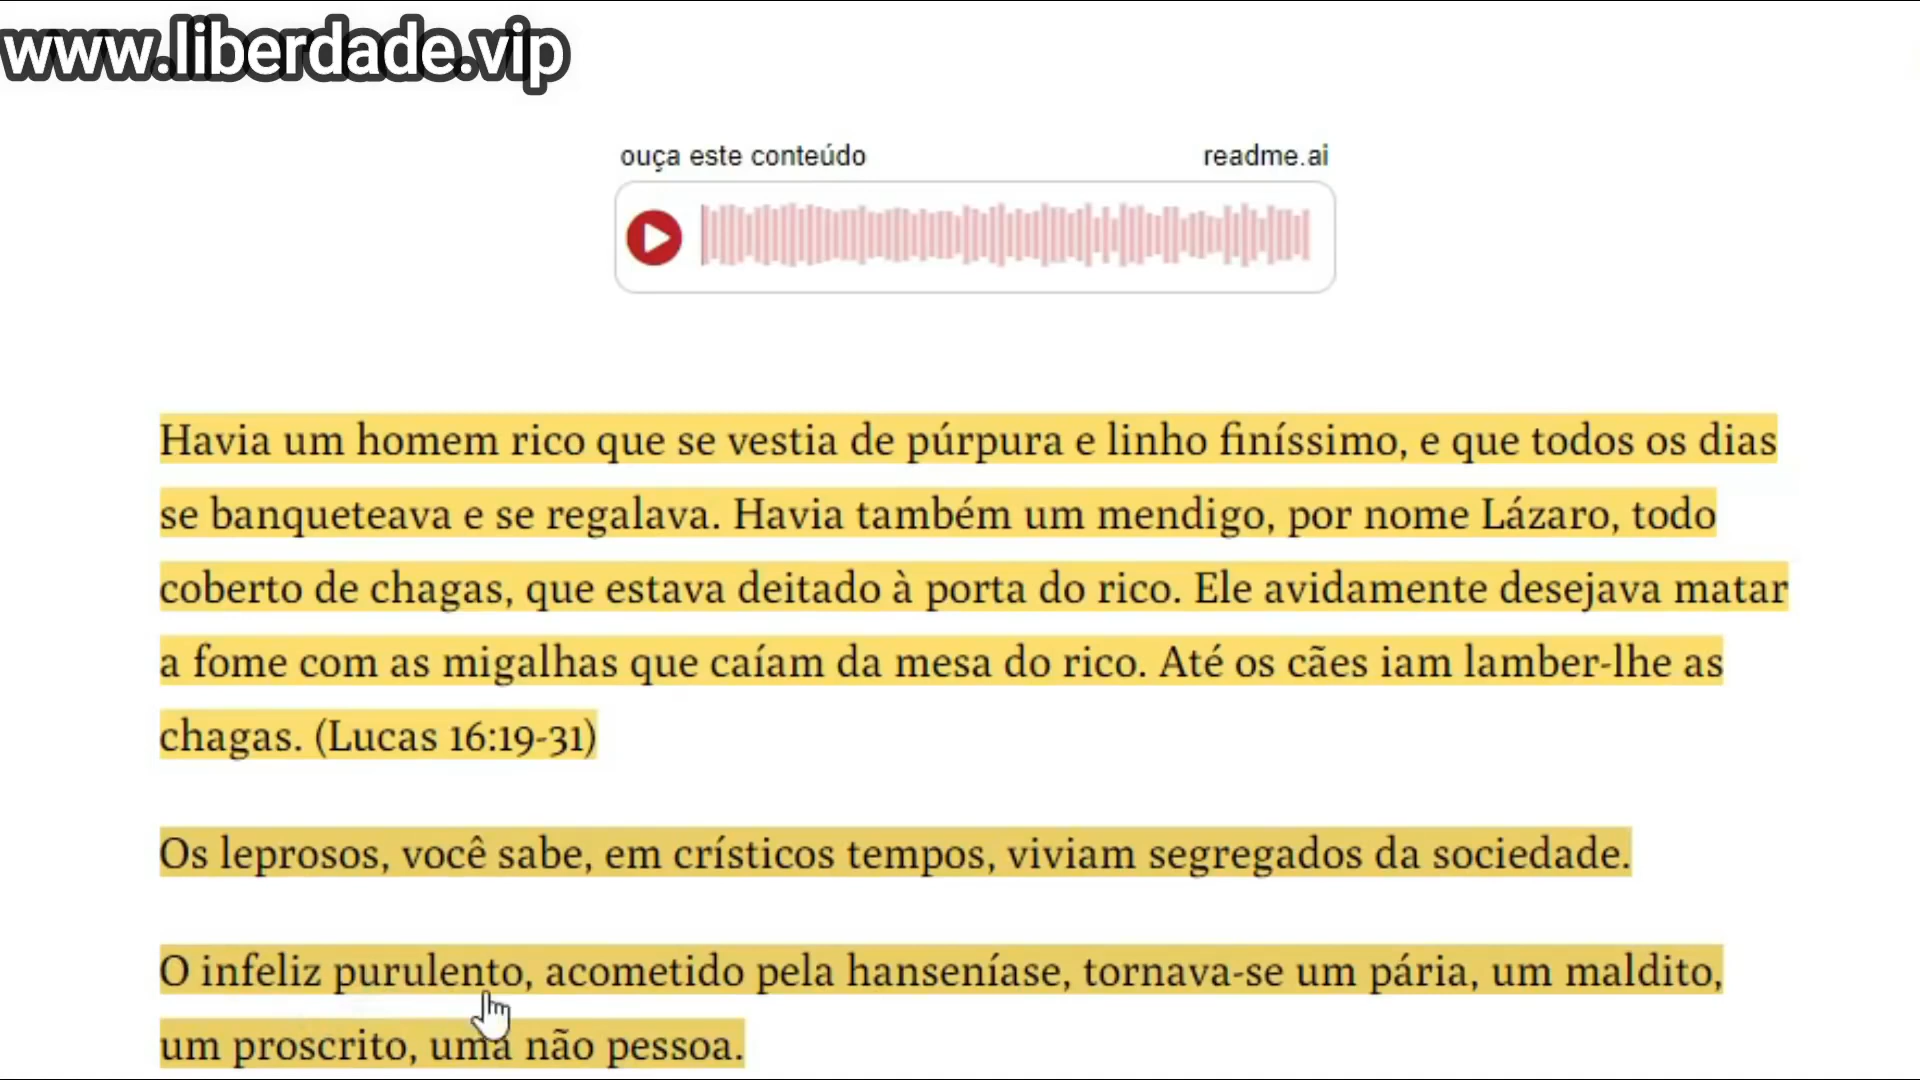 www.liberdade.vip
ouça este conteúdo readme.ai
Havia um homem rico que se vestia de púrpura e linho finíssimo, e que todos os dias
se banqueteava e se regalava. Havia também um mendigo, por nome Lázaro, todo
coberto de chagas, que estava deitado à porta do rico. Ele avidamente desejava matar
a fome com as migalhas que caíam da mesa do rico. Até os cães iam lamber-lhe as
chagas. (Lucas 16:19-31)
Os leprosos, você sabe, em crísticos tempos, viviam segregados da sociedade.
O infeliz purulento, acometido pela hanseníase, tornava-se um pária, um maldito,
um proscrito, uma não pessoa.